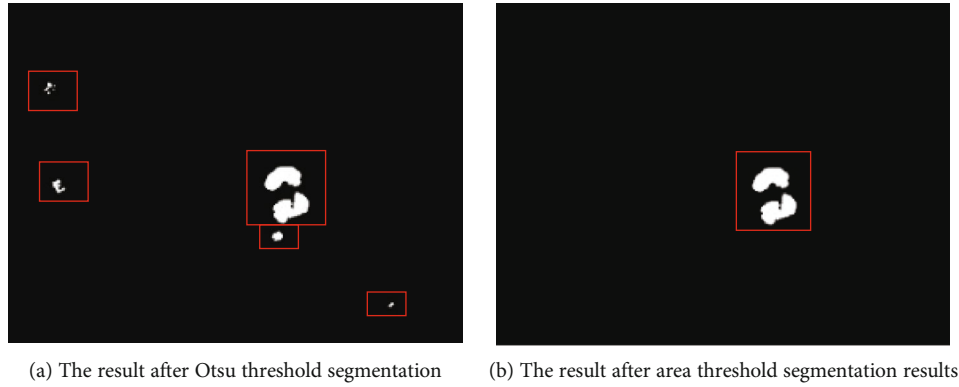 (a) The result after Otsu threshold segmentation
(b) The result after area threshold segmentation results